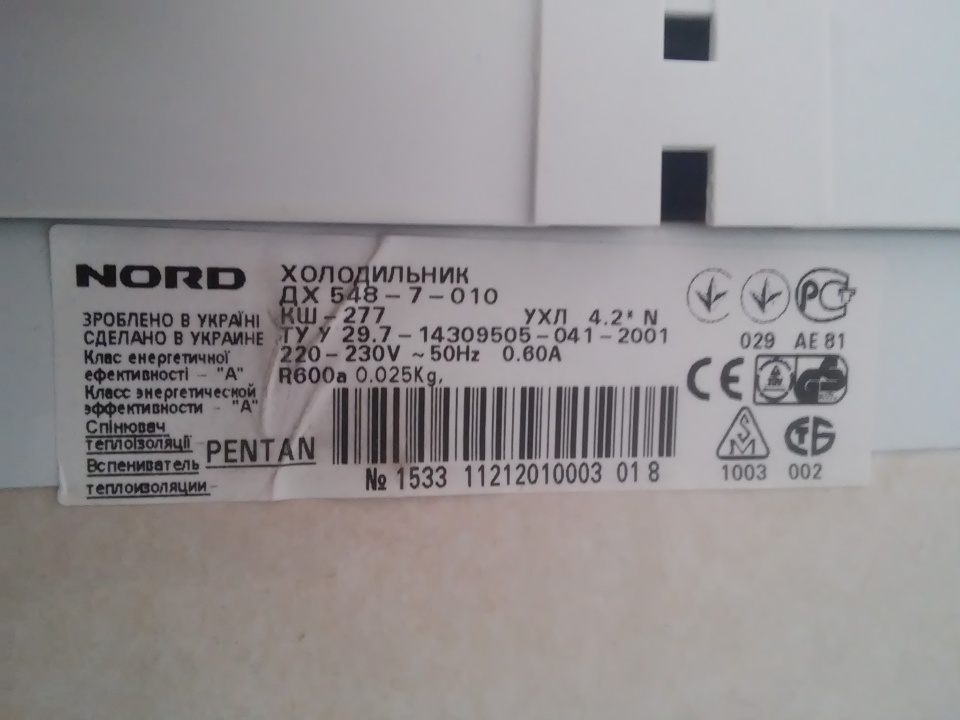 NORD
ЗРОБЛЕНО В УКРАЇНІ
СДЕЛАНО В УКРАИНЕ
Клас енергетичної
ефективності - "А"
Класс энергетической
эффективности - "А"
Спінювач
теплоізоляції
Вспениватель
теплоизоляции
PENTAN
ХОЛОДИЛЬНИК
ДХ 548-7-010
КШ-277 УХЛ 4.2* N
ТУ У 29.7-14309505-041-2001
220-230V ~50Hz 0.60A
R600a 0.025Kg,
№ 1533 11212010003 01 8
029 АЕ 81
CE
1003 002